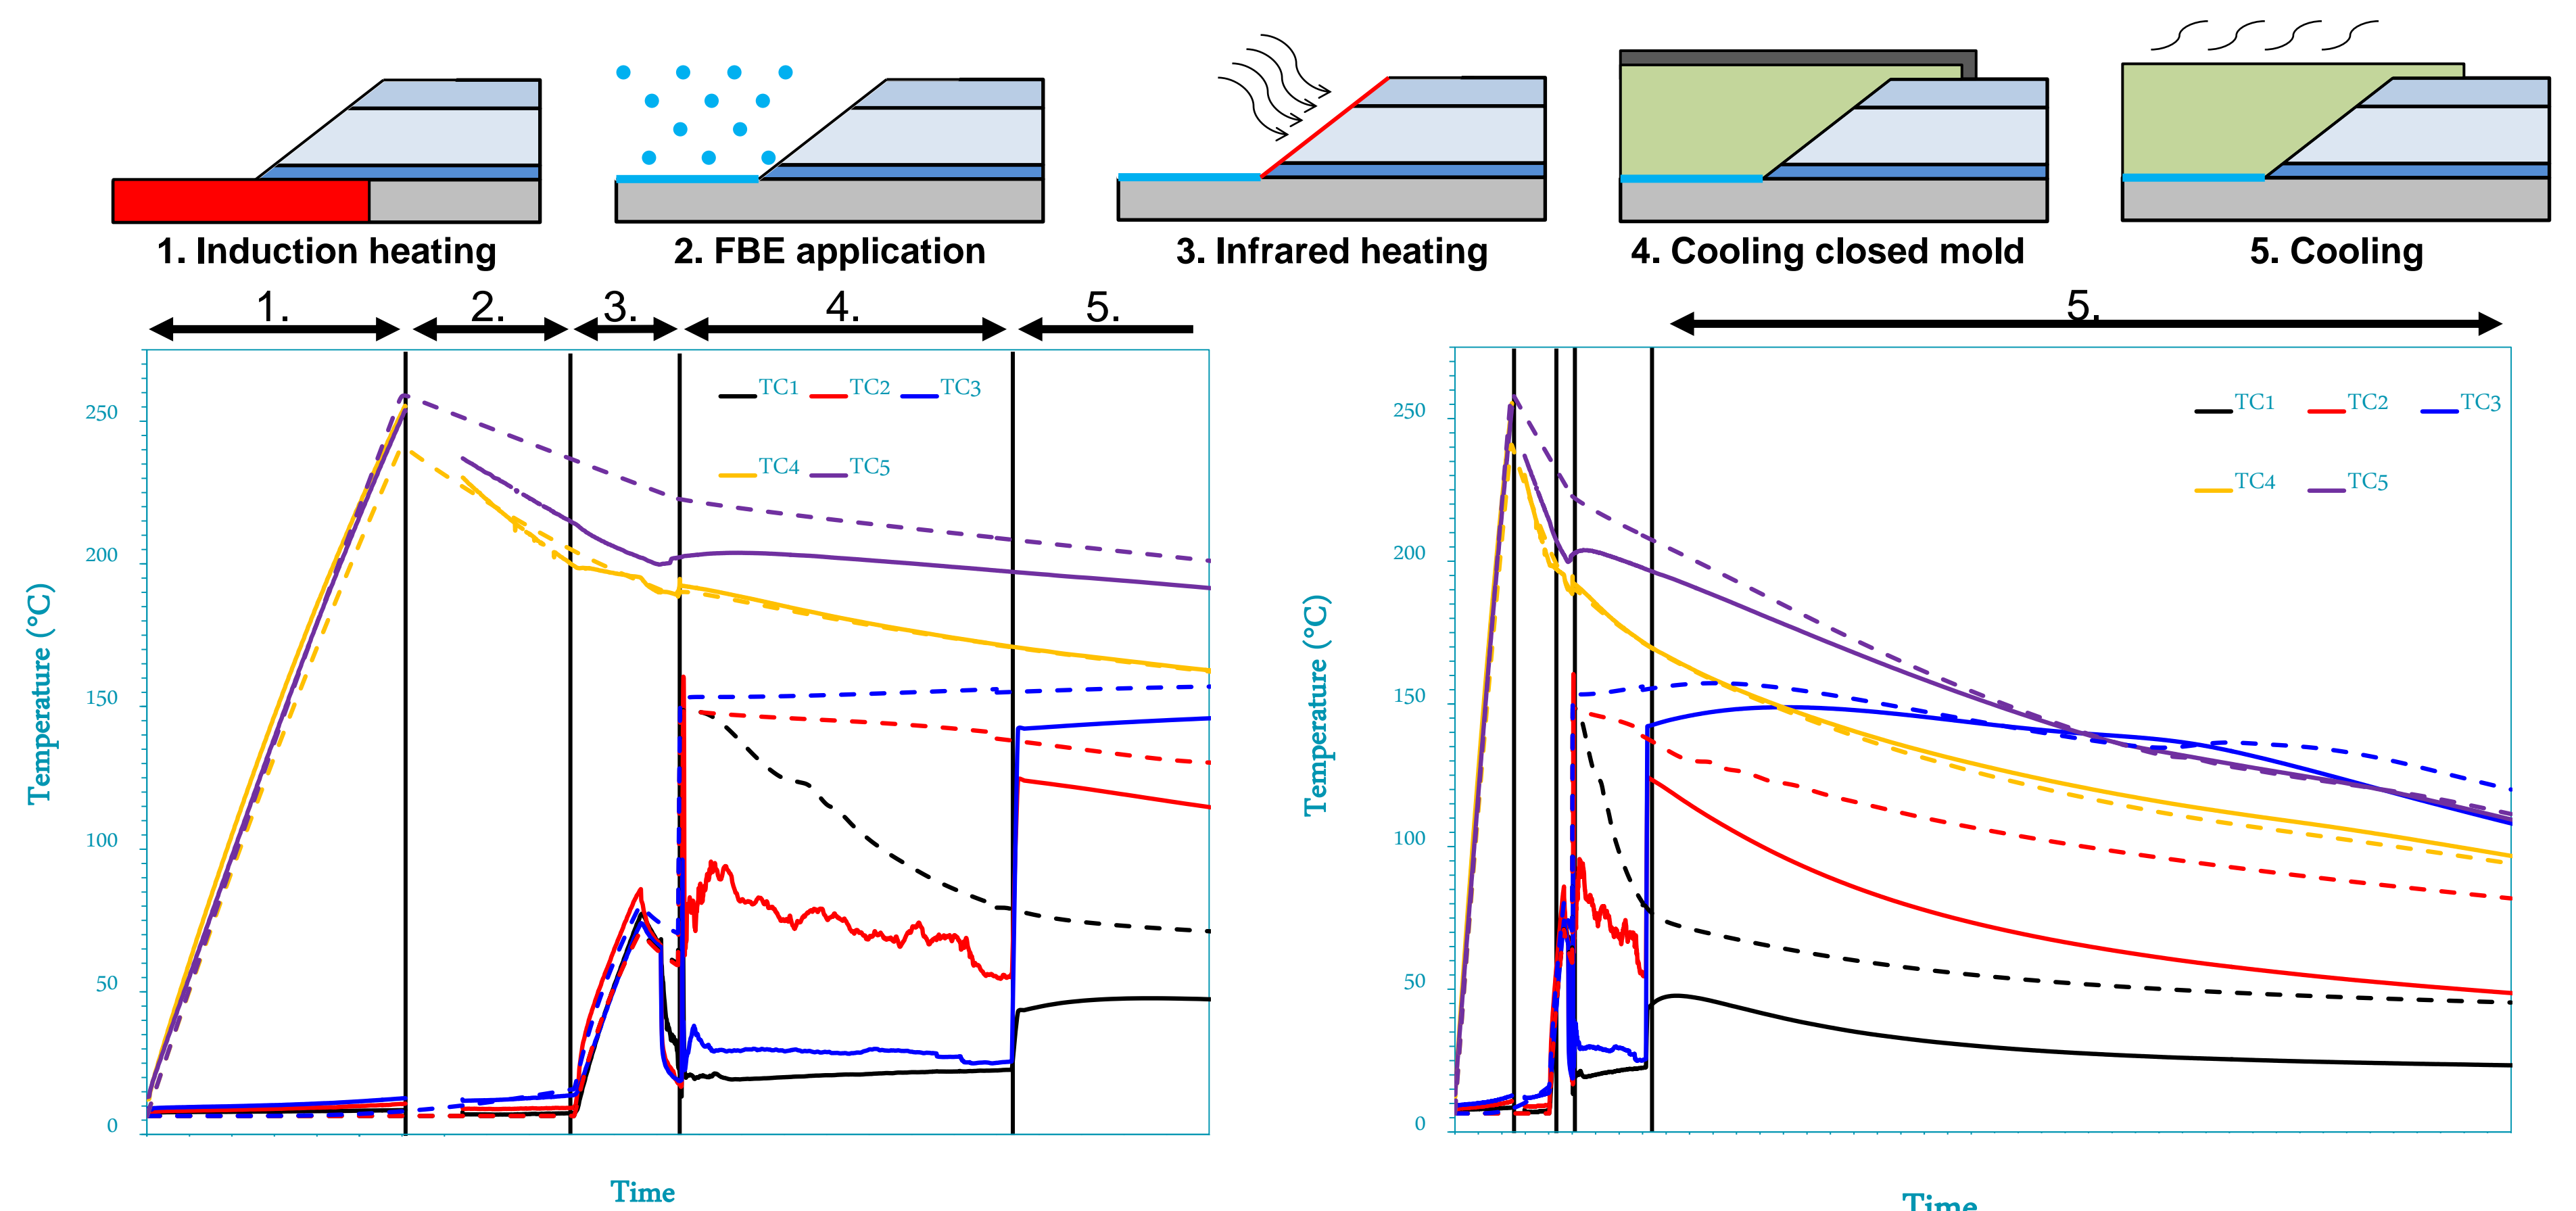 1. Induction heating
2. FBE application
3. Infrared heating
4. Cooling closed mold
5. Cooling
1. 2. 3. 4. 5.
TC1 TC2 TC3
TC4 TC5
250
200
150
100
50
0
Temperature (°C)
Time
5.
TC1 TC2 TC3
TC4 TC5
250
200
150
100
50
0
Temperature (°C)
Time